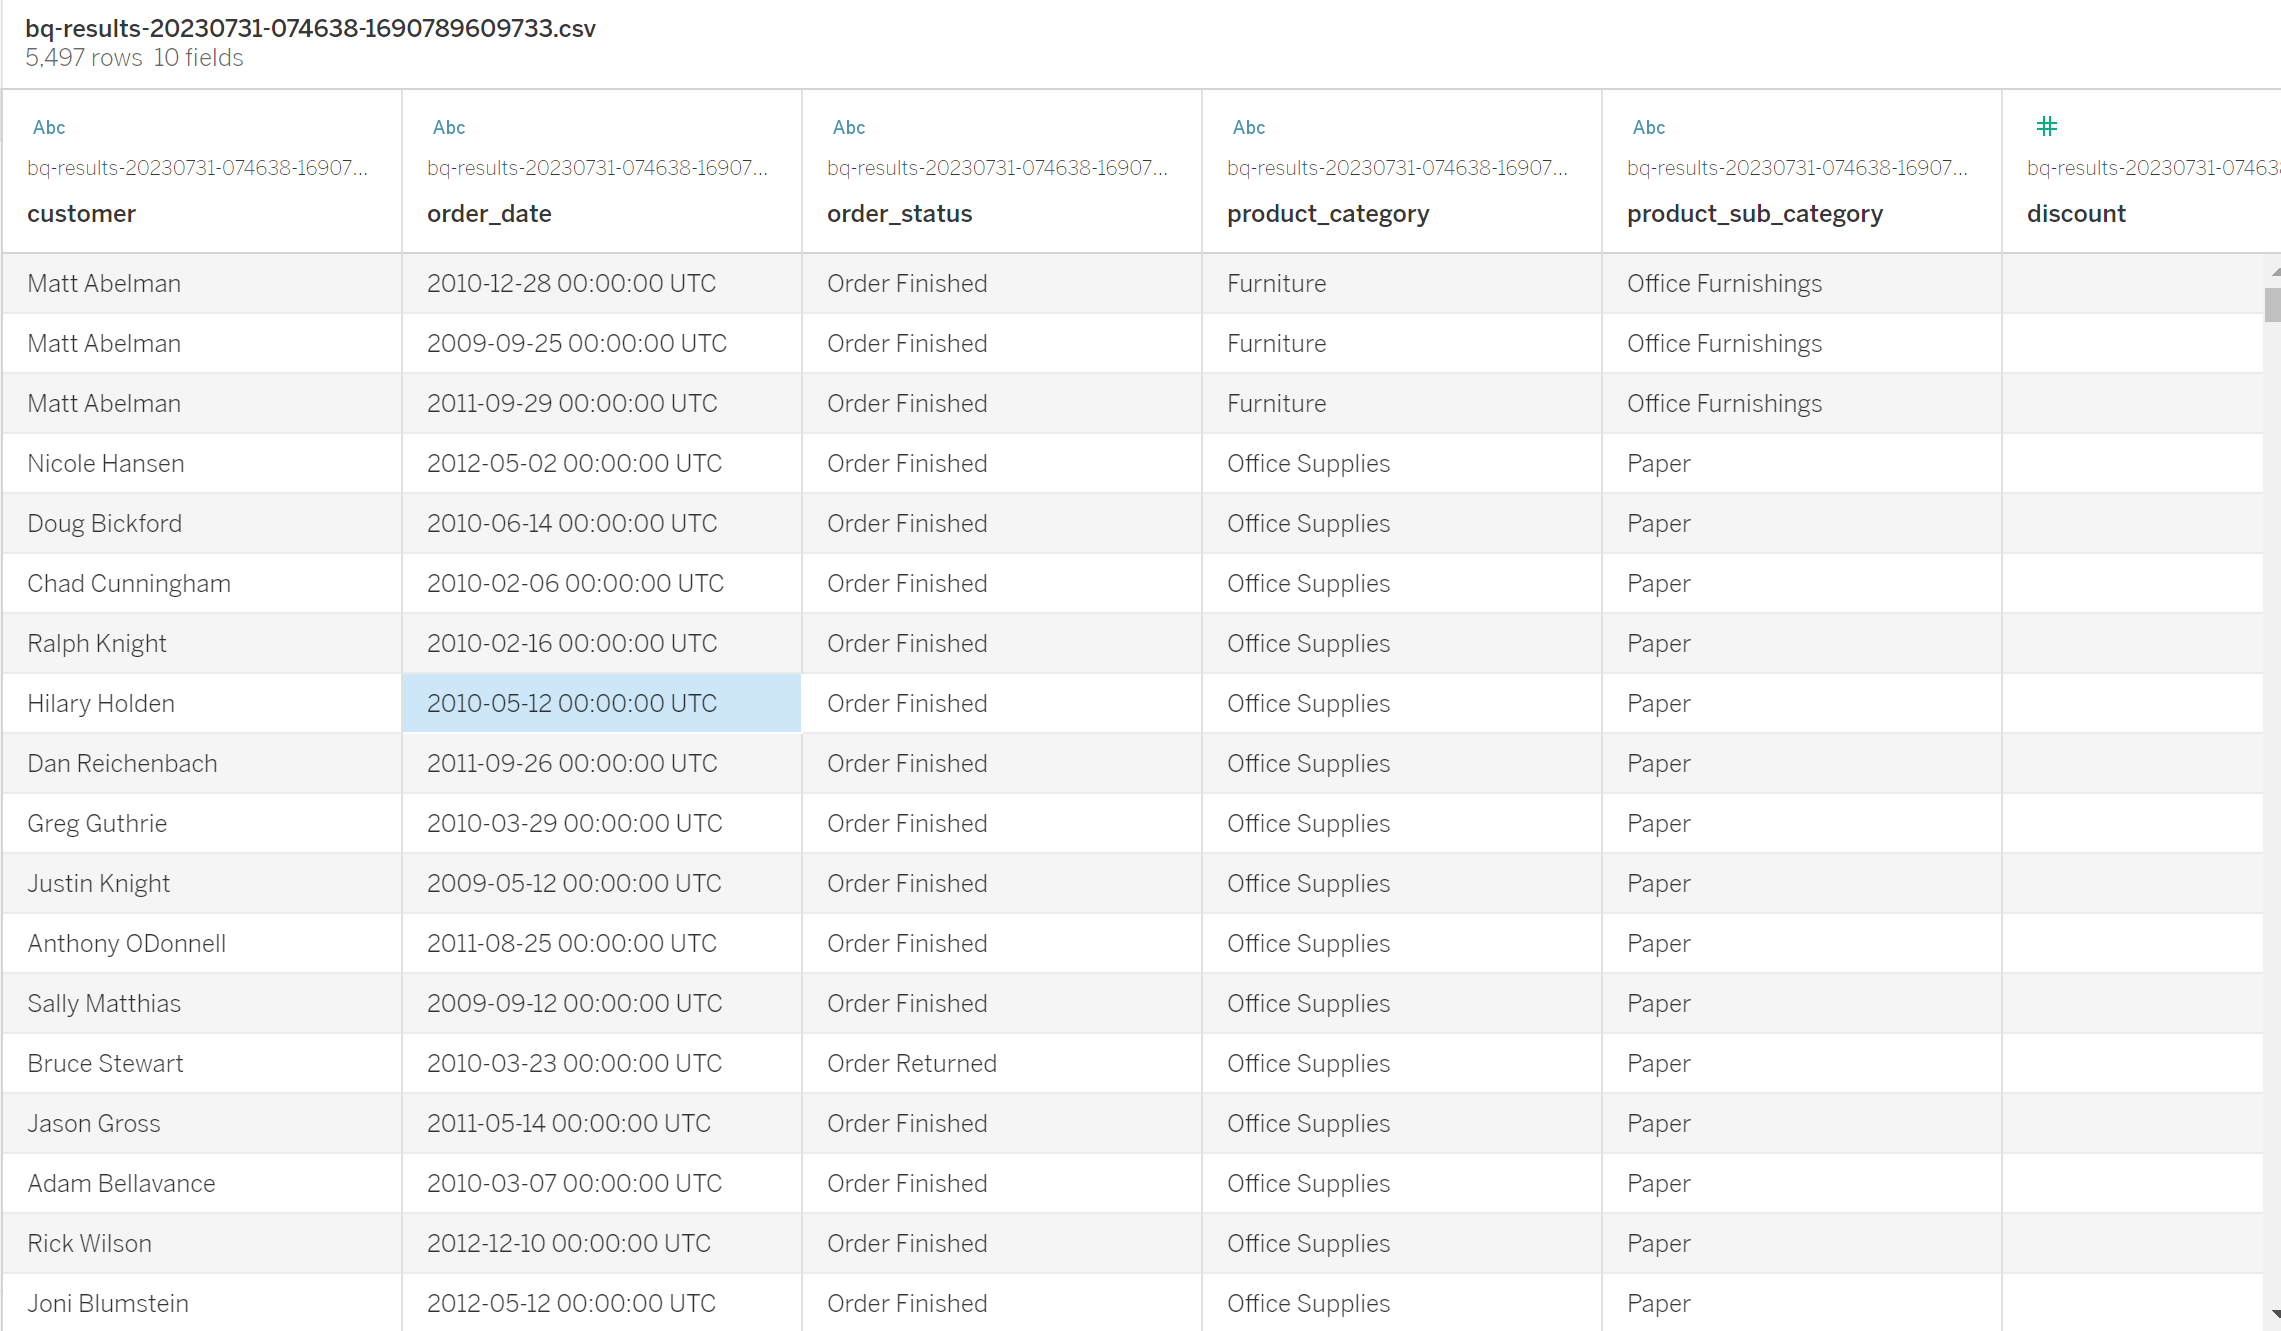 bq-results-20230731-074638-1690789609733.csv
5,497 rows 10 fields
Abc Abc Abc Abc Abc #
bq-results-20230731-074638-16907... bq-results-20230731-074638-16907... bq-results-20230731-074638-16907... bq-results-20230731-074638-16907... bq-results-20230731-074638-16907... bq-results-20230731-074638
customer order_date order_status product_category product_sub_category discount
Matt Abelman 2010-12-28 00:00:00 UTC Order Finished Furniture Office Furnishings
Matt Abelman 2009-09-25 00:00:00 UTC Order Finished Furniture Office Furnishings
Matt Abelman 2011-09-29 00:00:00 UTC Order Finished Furniture Office Furnishings
Nicole Hansen 2012-05-02 00:00:00 UTC Order Finished Office Supplies Paper
Doug Bickford 2010-06-14 00:00:00 UTC Order Finished Office Supplies Paper
Chad Cunningham 2010-02-06 00:00:00 UTC Order Finished Office Supplies Paper
Ralph Knight 2010-02-16 00:00:00 UTC Order Finished Office Supplies Paper
Hilary Holden 2010-05-12 00:00:00 UTC Order Finished Office Supplies Paper
Dan Reichenbach 2011-09-26 00:00:00 UTC Order Finished Office Supplies Paper
Greg Guthrie 2010-03-29 00:00:00 UTC Order Finished Office Supplies Paper
Justin Knight 2009-05-12 00:00:00 UTC Order Finished Office Supplies Paper
Anthony ODonnell 2011-08-25 00:00:00 UTC Order Finished Office Supplies Paper
Sally Matthias 2009-09-12 00:00:00 UTC Order Finished Office Supplies Paper
Bruce Stewart 2010-03-23 00:00:00 UTC Order Returned Office Supplies Paper
Jason Gross 2011-05-14 00:00:00 UTC Order Finished Office Supplies Paper
Adam Bellavance 2010-03-07 00:00:00 UTC Order Finished Office Supplies Paper
Rick Wilson 2012-12-10 00:00:00 UTC Order Finished Office Supplies Paper
Joni Blumstein 2012-05-12 00:00:00 UTC Order Finished Office Supplies Paper